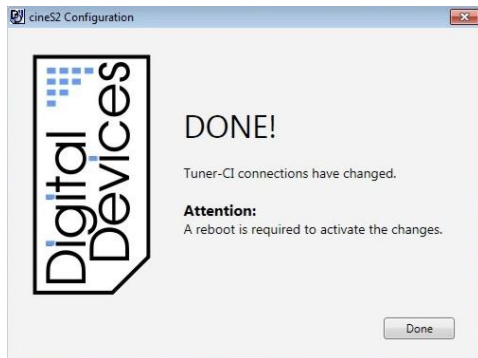 cineS2 Configuration
Digital
Devices
DONE!
Tuner-CI connections have changed.
Attention:
A reboot is required to activate the changes.
Done